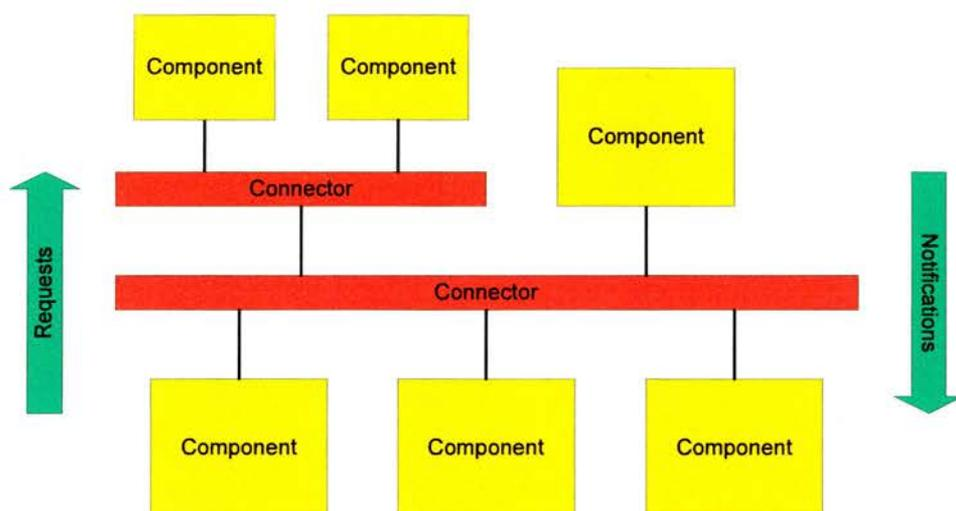 Component
Component
Component
Connector
Requests
Notifications
Connector
Component
Component
Component